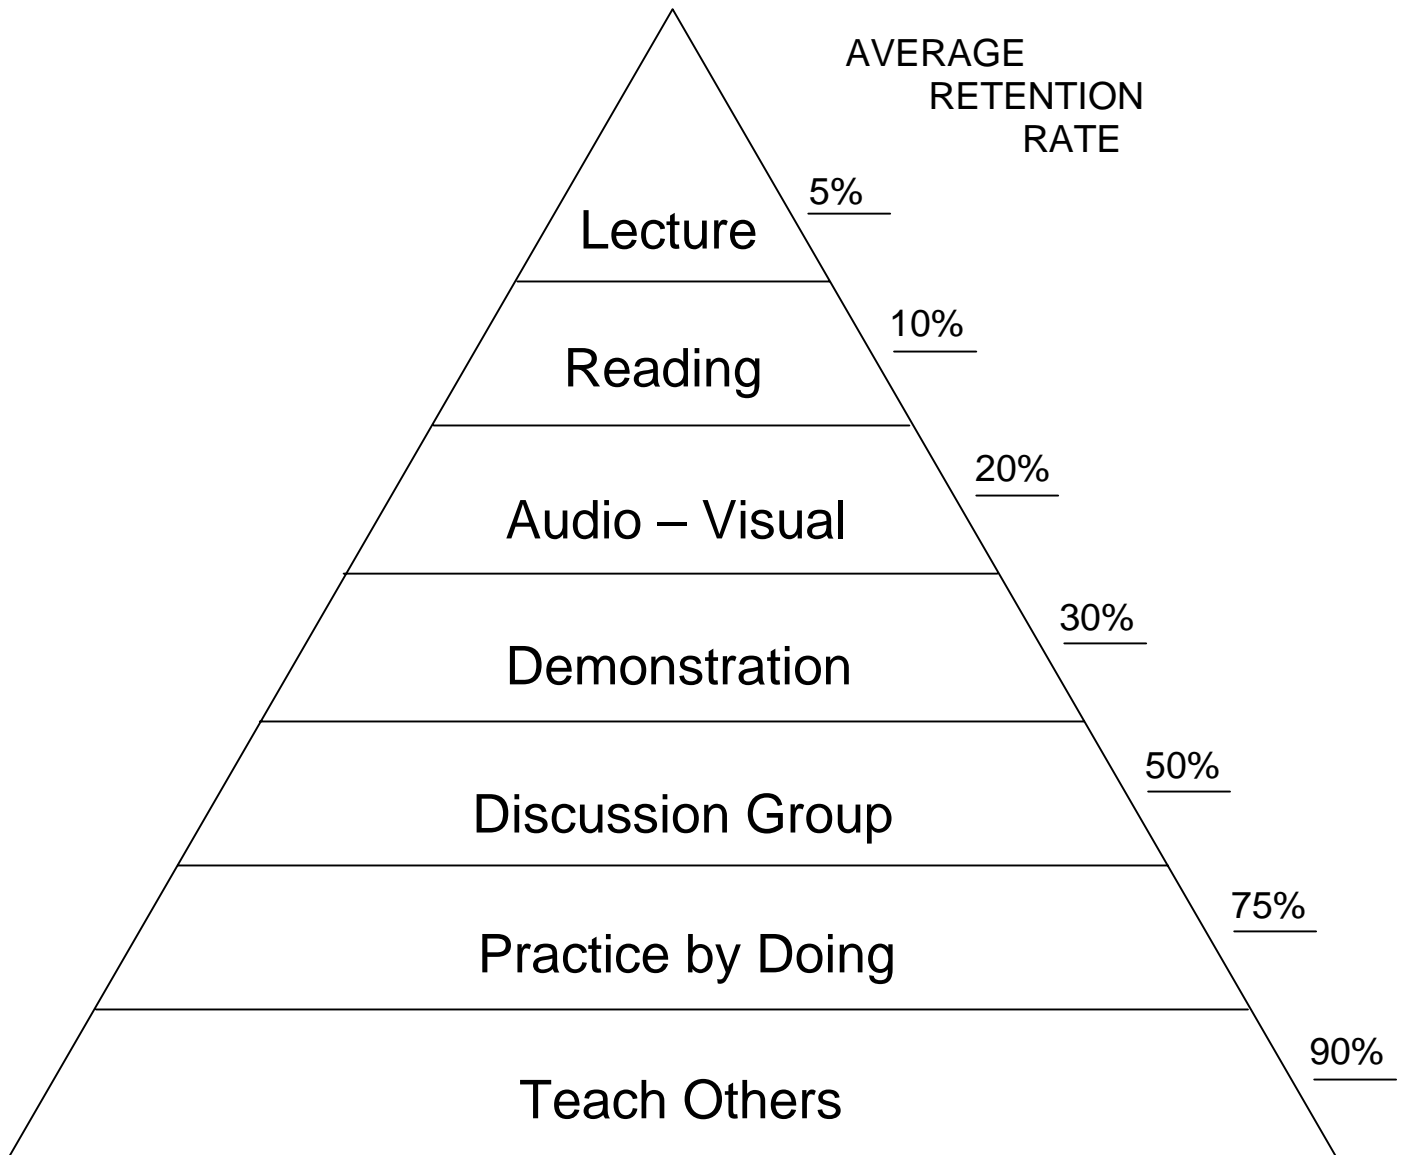 AVERAGE
RETENTION
RATE
5%
Lecture
10%
Reading
20%
Audio – Visual
30%
Demonstration
50%
Discussion Group
75%
Practice by Doing
90%
Teach Others